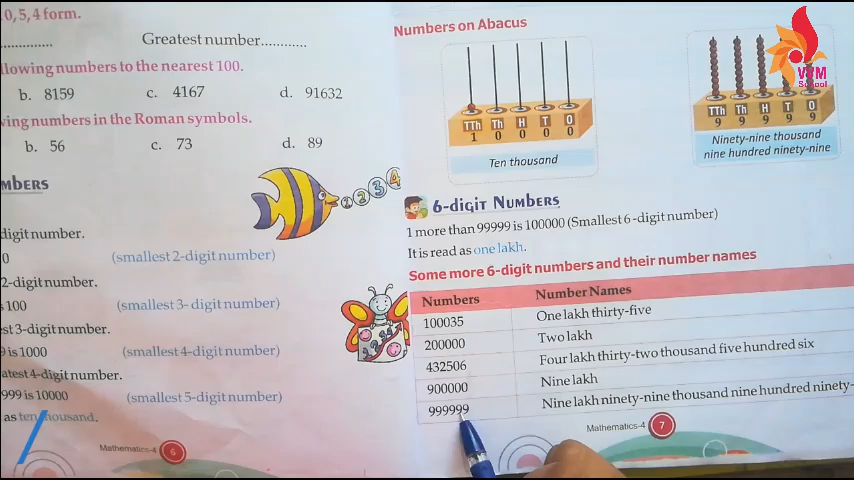 0, 5, 4 form.
Greatest number............
llowing numbers to the nearest 100.
b. 8159 c. 4167 d. 91632
ving numbers in the Roman symbols.
b. 56 c. 73 d. 89
MBERS
1 2 3 4
digit number.
0 (smallest 2-digit number)
2-digit number.
100 (smallest 3- digit number)
st 3-digit number.
is 1000 (smallest 4-digit number)
atest 4-digit number.
999 is 10000 (smallest 5-digit number)
as ten thousand.
Mathematics-4 6
Numbers on Abacus
TTh Th H T O
1 0 0 0 0
Ten thousand
TTh Th H T O
9 9 9 9 9
Ninety-nine thousand
nine hundred ninety-nine
VYM
School
6-digit Numbers
1 more than 99999 is 100000 (Smallest 6-digit number)
It is read as one lakh.
Some more 6-digit numbers and their number names
Numbers Number Names
100035 One lakh thirty-five
200000 Two lakh
432506 Four lakh thirty-two thousand five hundred six
900000 Nine lakh
999999 Nine lakh ninety-nine thousand nine hundred ninety-
Mathematics-4 7